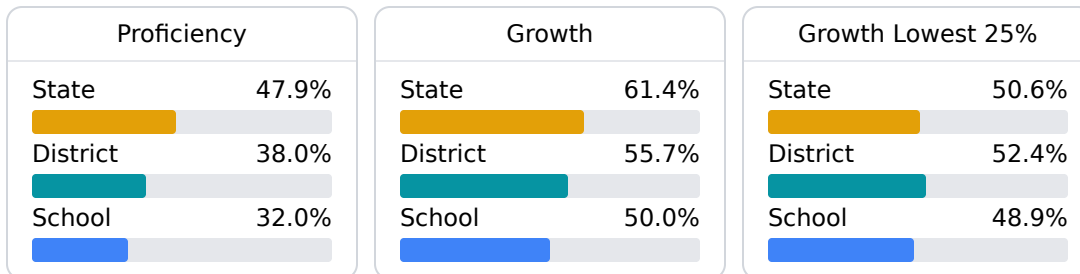 Proficiency
State 47.9%
District 38.0%
School 32.0%
Growth
State 61.4%
District 55.7%
School 50.0%
Growth Lowest 25%
State 50.6%
District 52.4%
School 48.9%